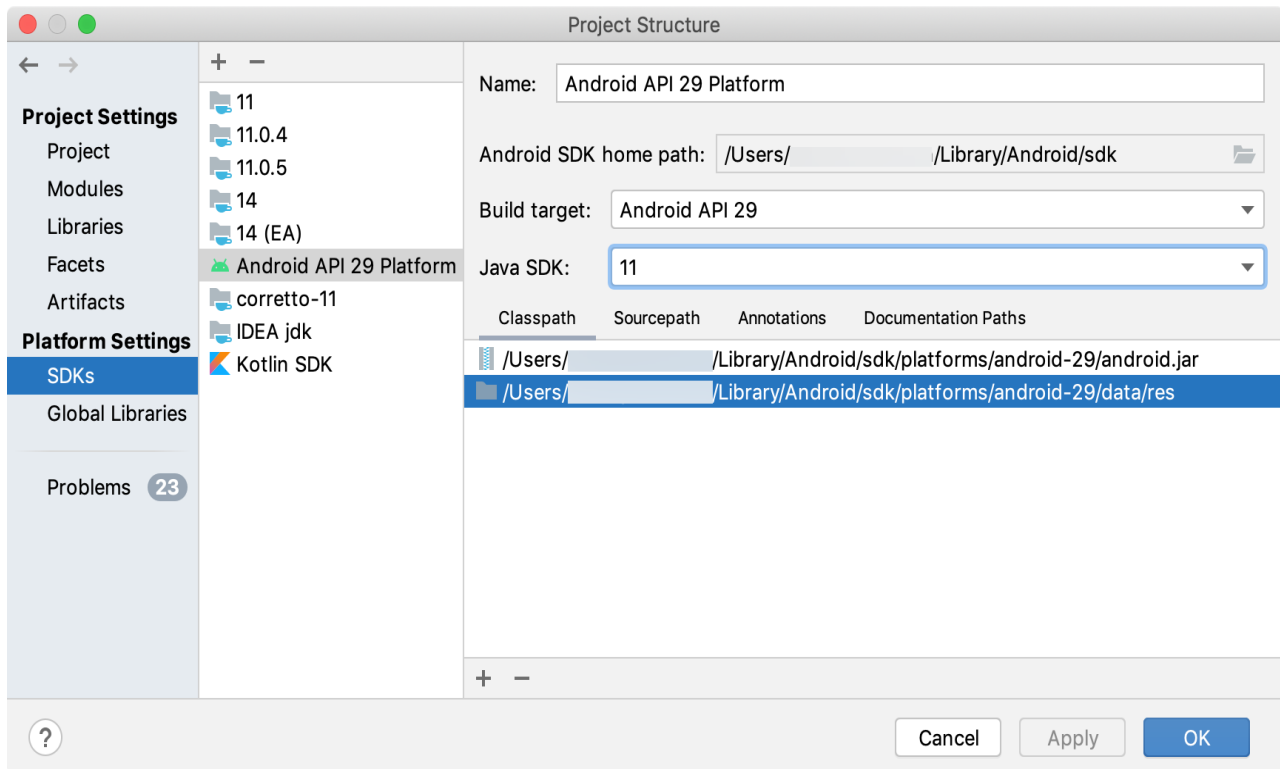 Project Structure
Project Settings
Project
Modules
Libraries
Facets
Artifacts
Platform Settings
SDKs
Global Libraries
Problems 23
11
11.0.4
11.0.5
14
14 (EA)
Android API 29 Platform
corretto-11
IDEA jdk
Kotlin SDK
Name: Android API 29 Platform
Android SDK home path: /Users/ /Library/Android/sdk
Build target: Android API 29
Java SDK: 11
Classpath Sourcepath Annotations Documentation Paths
/Users/ /Library/Android/sdk/platforms/android-29/android.jar
/Users/ /Library/Android/sdk/platforms/android-29/data/res
? Cancel Apply OK